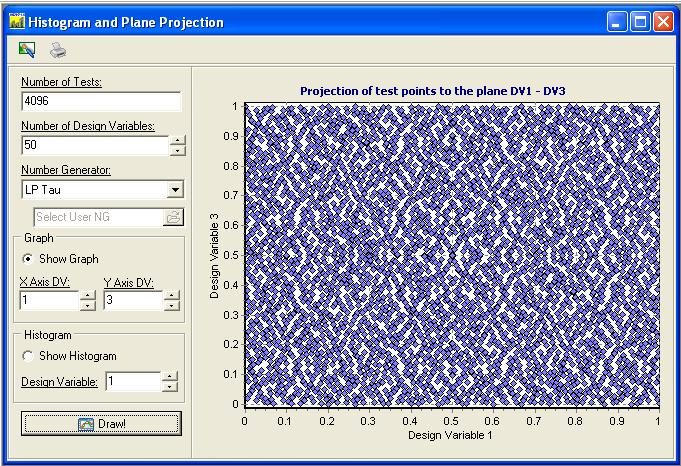 Histogram and Plane Projection
Number of Tests:
4096
Number of Design Variables:
50
Number Generator:
LP Tau
Select User NG
Graph
Show Graph
X Axis DV:
Y Axis DV:
1
3
Histogram
Show Histogram
Design Variable:
1
Draw!
Projection of test points to the plane DV1 - DV3
Design Variable 3
1
0.9
0.8
0.7
0.6
0.5
0.4
0.3
0.2
0.1
0
0 0.1 0.2 0.3 0.4 0.5 0.6 0.7 0.8 0.9 1
Design Variable 1